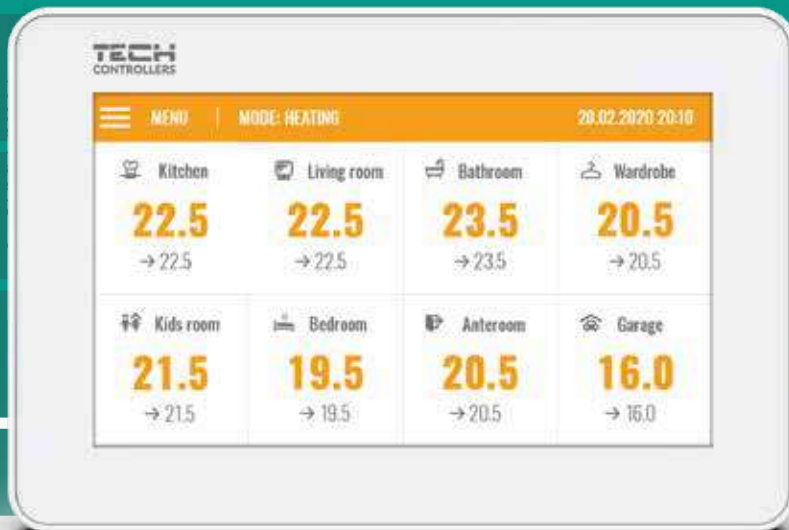 TECH
CONTROLLERS
MENU | MODE: HEATING 20.02.2020 20:10
Kitchen Living room Bathroom Wardrobe
22.5 22.5 23.5 20.5
→ 22.5 → 22.5 → 23.5 → 20.5
Kids room Bedroom Anteroom Garage
21.5 19.5 20.5 16.0
→ 21.5 → 19.5 → 20.5 → 16.0